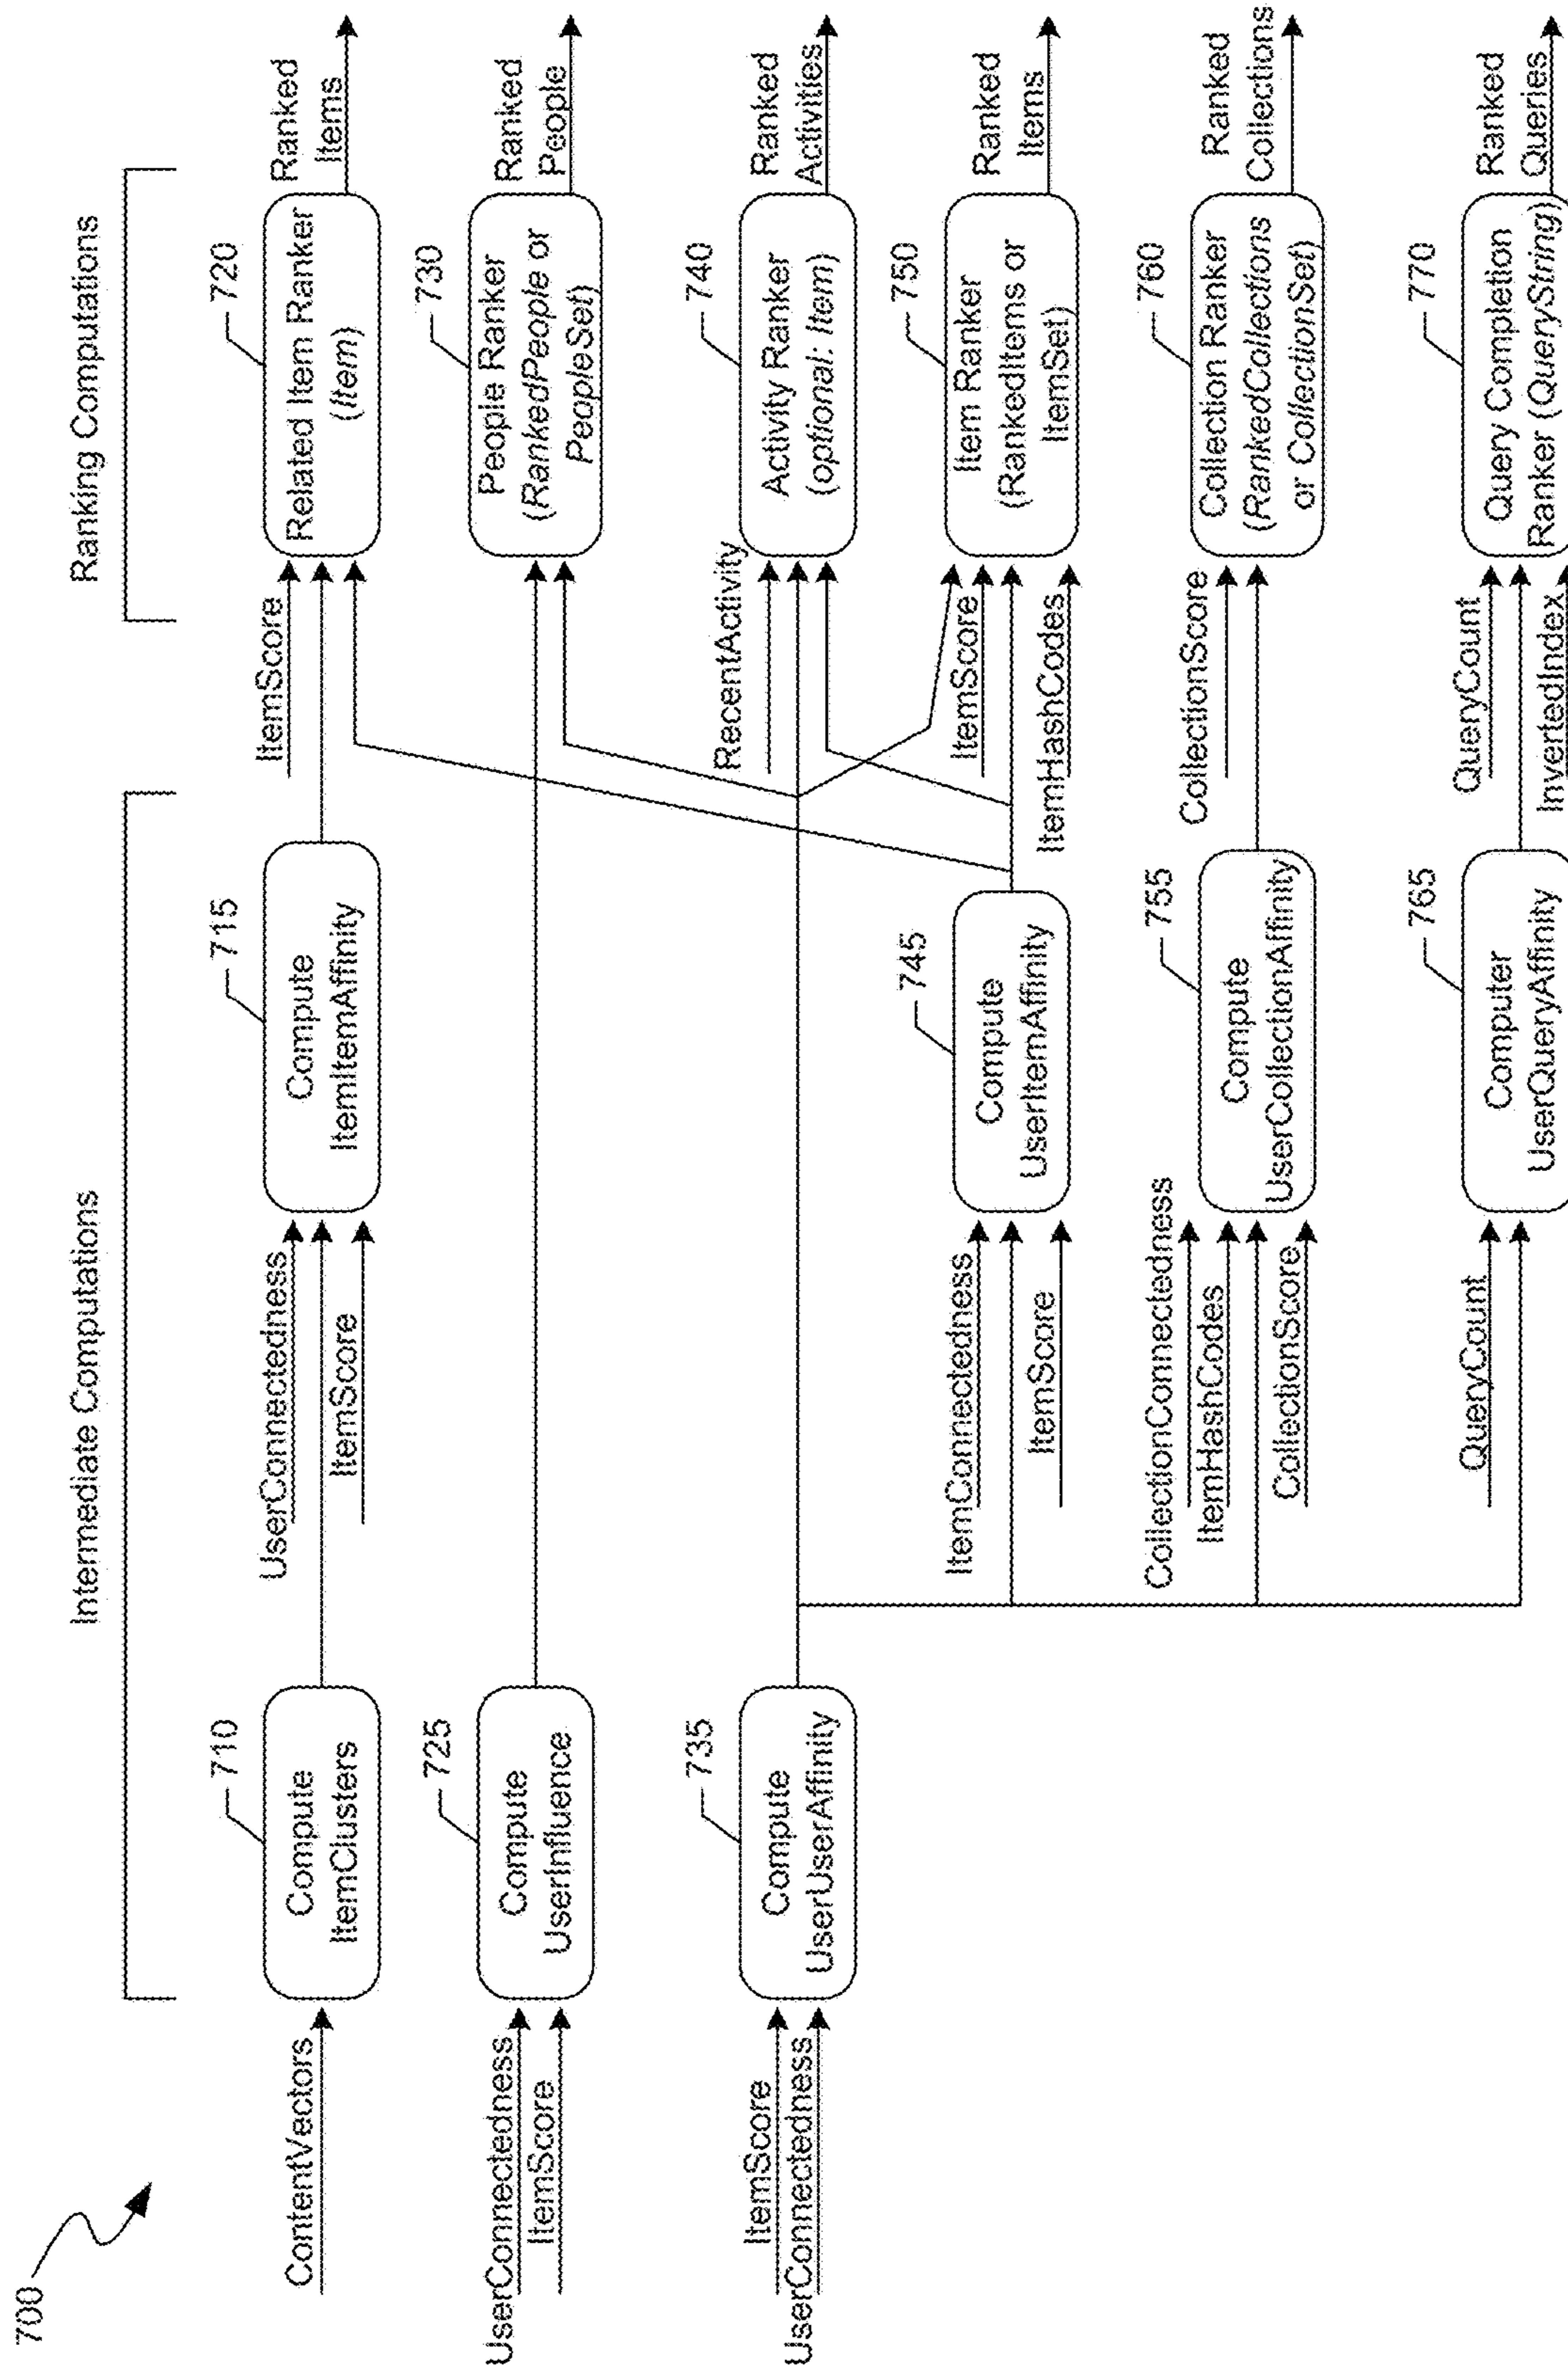 700
Intermediate Computations
Ranking Computations
ContentVectors
710
Compute
ItemClusters
UserConnectedness
ItemScore
715
Compute
ItemItemAffinity
ItemScore
720
Related Item Ranker
(Item)
Ranked
Items
UserConnectedness
ItemScore
725
Compute
UserInfluence
730
People Ranker
(RankedPeople or
PeopleSet)
Ranked
People
ItemScore
UserConnectedness
735
Compute
UserUserAffinity
RecentActivity
740
Activity Ranker
(optional: Item)
Ranked
Activities
ItemConnectedness
ItemScore
745
Compute
UserItemAffinity
ItemScore
ItemHashCodes
750
Item Ranker
(RankedItems or
ItemSet)
Ranked
Items
CollectionConnectedness
ItemHashCodes
CollectionScore
755
Compute
UserCollectionAffinity
CollectionScore
760
Collection Ranker
(RankedCollections
or CollectionSet)
Ranked
Collections
QueryCount
765
Computer
UserQueryAffinity
QueryCount
InvertedIndex
770
Query Completion
Ranker (QueryString)
Ranked
Queries